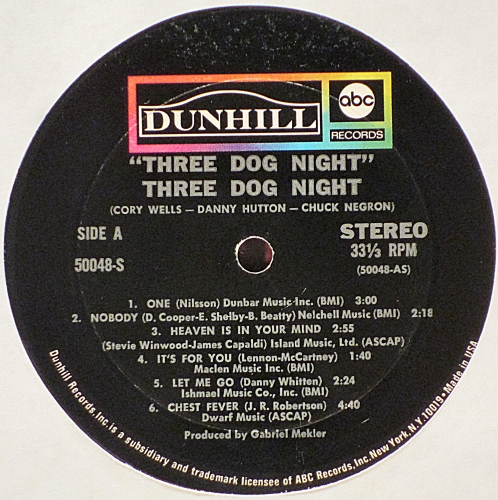 DUNHILL
abc
RECORDS
"THREE DOG NIGHT"
THREE DOG NIGHT
(CORY WELLS — DANNY HUTTON — CHUCK NEGRON)
SIDE A
STEREO
50048-S
33⅓ RPM
(50048-AS)
1. ONE (Nilsson) Dunbar Music Inc. (BMI) 3:00
2. NOBODY (D. Cooper-E. Shelby-B. Beatty) Nelchell Music (BMI) 2:18
3. HEAVEN IS IN YOUR MIND 2:55
(Stevie Winwood-James Capaldi) Island Music, Ltd. (ASCAP)
4. IT'S FOR YOU (Lennon-McCartney) 1:40
Maclen Music Inc. (BMI)
5. LET ME GO (Danny Whitten) 2:24
Ishmael Music Co., Inc. (BMI)
6. CHEST FEVER (J. R. Robertson) 4:40
Dwarf Music (ASCAP)
Produced by Gabriel Mekler
Dunhill Records, Inc. is a subsidiary and trademark licensee of ABC Records, Inc. New York, N.Y. 10019 • Made in USA